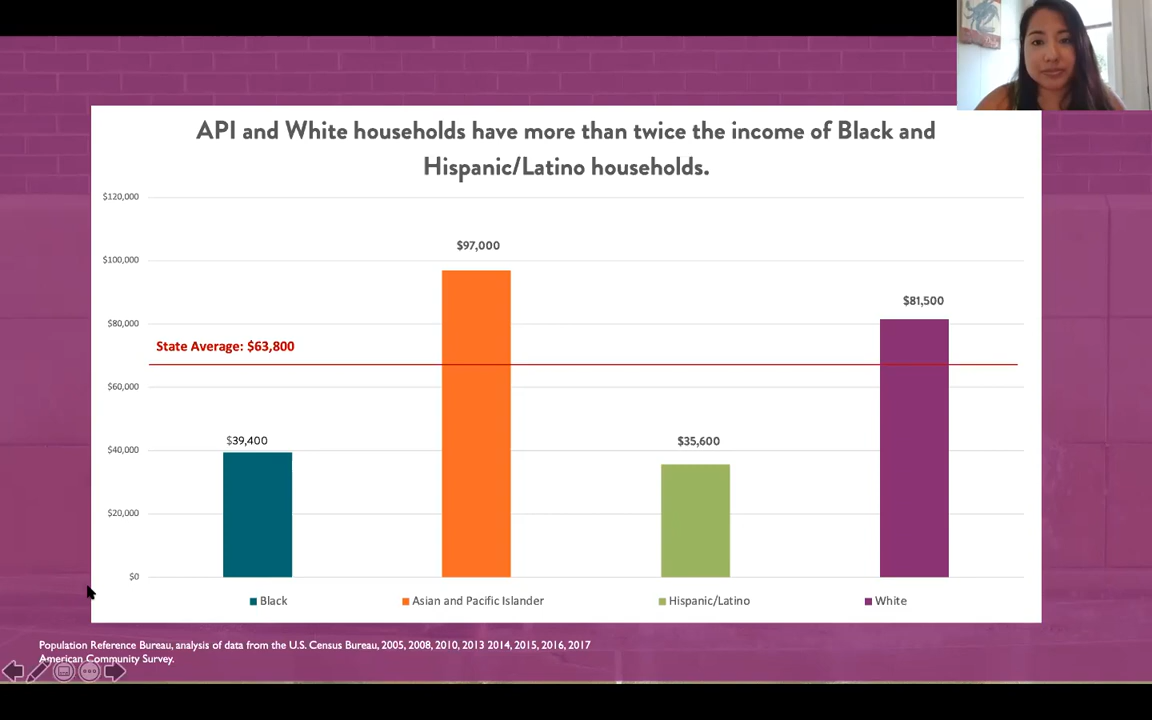 API and White households have more than twice the income of Black and
Hispanic/Latino households.
$120,000
$97,000
$100,000
$81,500
$80,000
State Average: $63,800
$60,000
$39,400
$35,600
$40,000
$20,000
$0
Black
Asian and Pacific Islander
Hispanic/Latino
White
Population Reference Bureau, analysis of data from the U.S. Census Bureau, 2005, 2008, 2010, 2013 2014, 2015, 2016, 2017
American Community Survey.